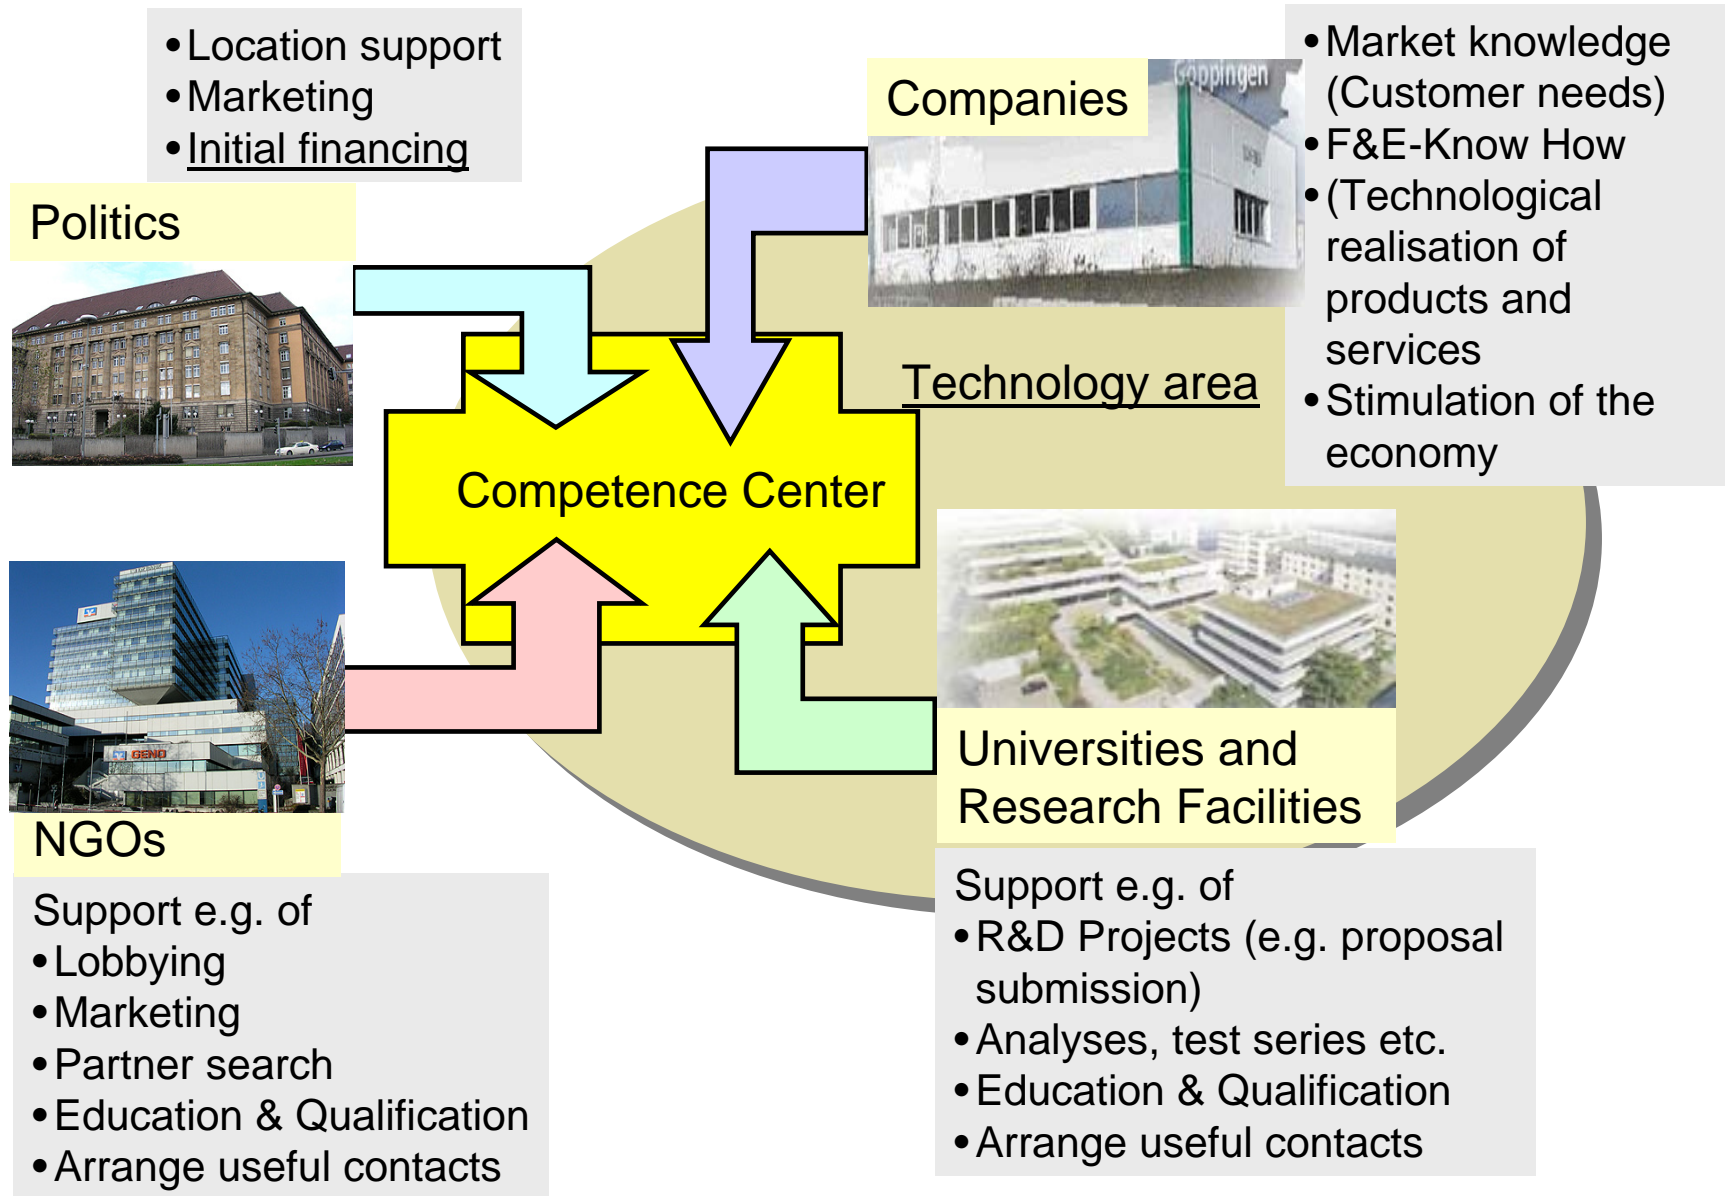 •Location support
•Marketing
•Initial financing
Politics
Companies
Göppingen
•Market knowledge
(Customer needs)
•F&E-Know How
•(Technological
realisation of
products and
services
•Stimulation of the
economy
Technology area
Competence Center
GENO
NGOs
Support e.g. of
•Lobbying
•Marketing
•Partner search
•Education & Qualification
•Arrange useful contacts
Universities and
Research Facilities
Support e.g. of
•R&D Projects (e.g. proposal
submission)
•Analyses, test series etc.
•Education & Qualification
•Arrange useful contacts